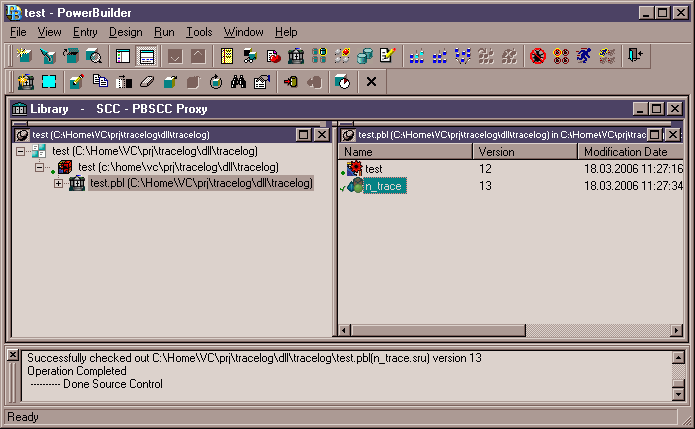 test - PowerBuilder
File View Entry Design Run Tools Window Help
Library - SCC - PBSCC Proxy
test (C:\Home\VC\prj\tracelog\dll\tracelog)
test (C:\Home\VC\prj\tracelog\dll\tracelog)
test (c:\home\vc\prj\tracelog\dll\tracelog)
test.pbl (C:\Home\VC\prj\tracelog\dll\tracelog)
test.pbl (C:\Home\VC\prj\tracelog\dll\tracelog) in C:\Home\VC\prj\trac
Name Version Modification Date
test 12 18.03.2006 11:27:16
n_trace 13 18.03.2006 11:27:34
Successfully checked out C:\Home\VC\prj\tracelog\dll\tracelog\test.pbl(n_trace.sru) version 13
Operation Completed
---------- Done Source Control
Ready